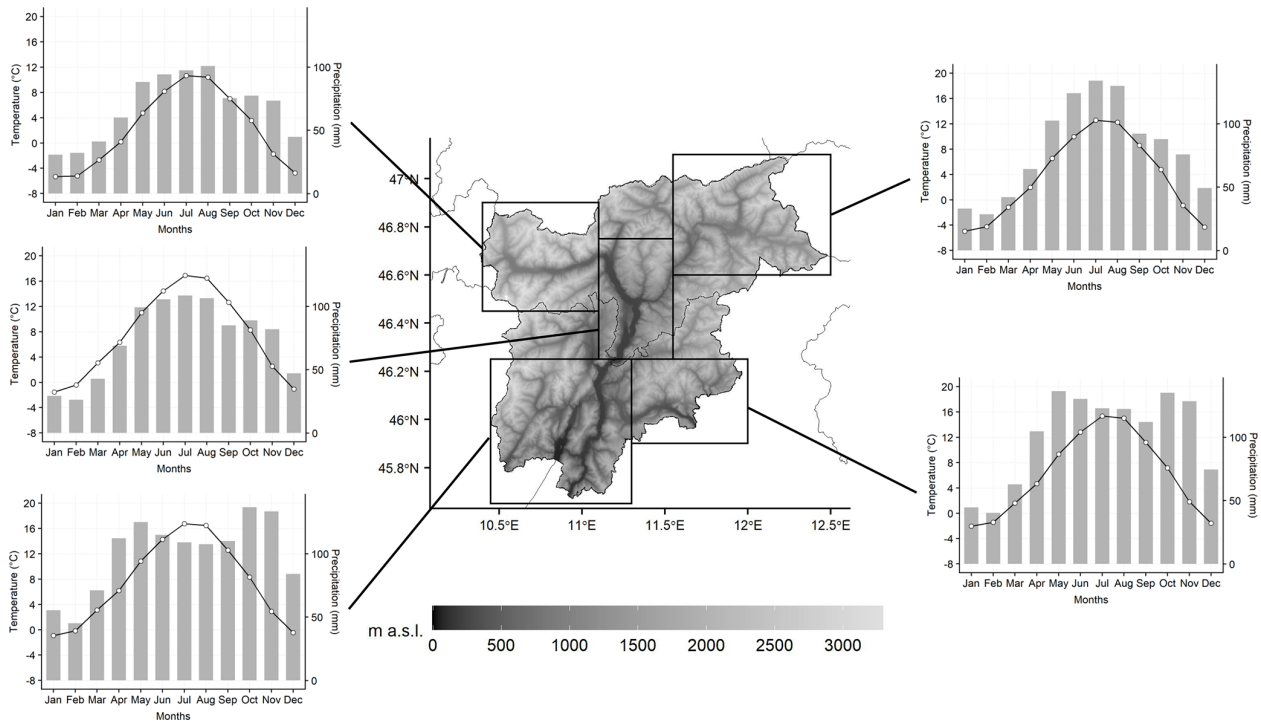 20
16
12
8
4
0
-4
-8
Temperature (°C)
100
50
0
Precipitation (mm)
Jan Feb Mar Apr May Jun Jul Aug Sep Oct Nov Dec
Months
20
16
12
8
4
0
-4
-8
Temperature (°C)
100
50
0
Precipitation (mm)
Jan Feb Mar Apr May Jun Jul Aug Sep Oct Nov Dec
Months
20
16
12
8
4
0
-4
-8
Temperature (°C)
100
50
0
Precipitation (mm)
Jan Feb Mar Apr May Jun Jul Aug Sep Oct Nov Dec
Months
47°N
46.8°N
46.6°N
46.4°N
46.2°N
46°N
45.8°N
10.5°E 11°E 11.5°E 12°E 12.5°E
m a.s.l.
0 500 1000 1500 2000 2500 3000
20
16
12
8
4
0
-4
-8
Temperature (°C)
100
50
0
Precipitation (mm)
Jan Feb Mar Apr May Jun Jul Aug Sep Oct Nov Dec
Months
20
16
12
8
4
0
-4
-8
Temperature (°C)
100
50
0
Precipitation (mm)
Jan Feb Mar Apr May Jun Jul Aug Sep Oct Nov Dec
Months